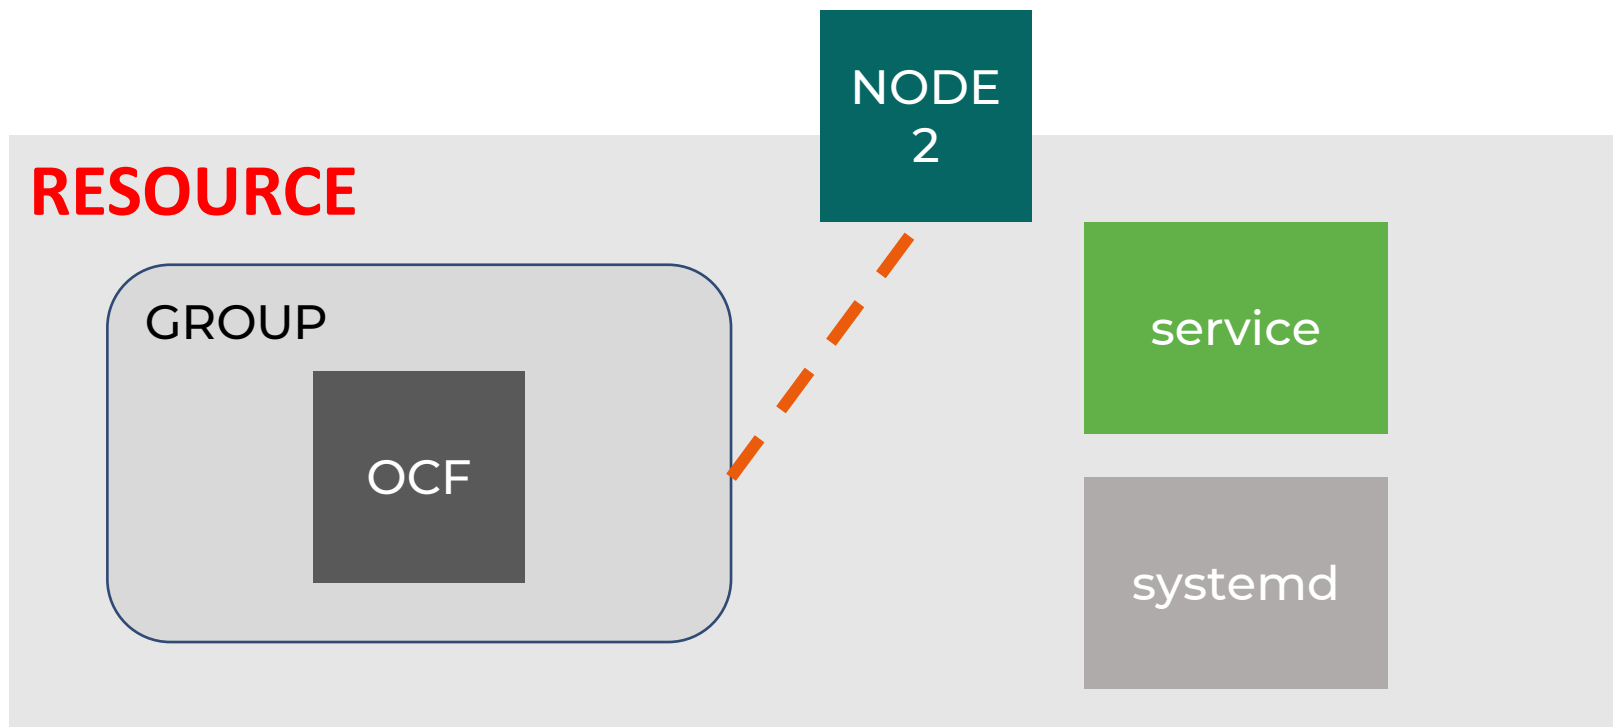 NODE
2
RESOURCE
GROUP
OCF
service
systemd